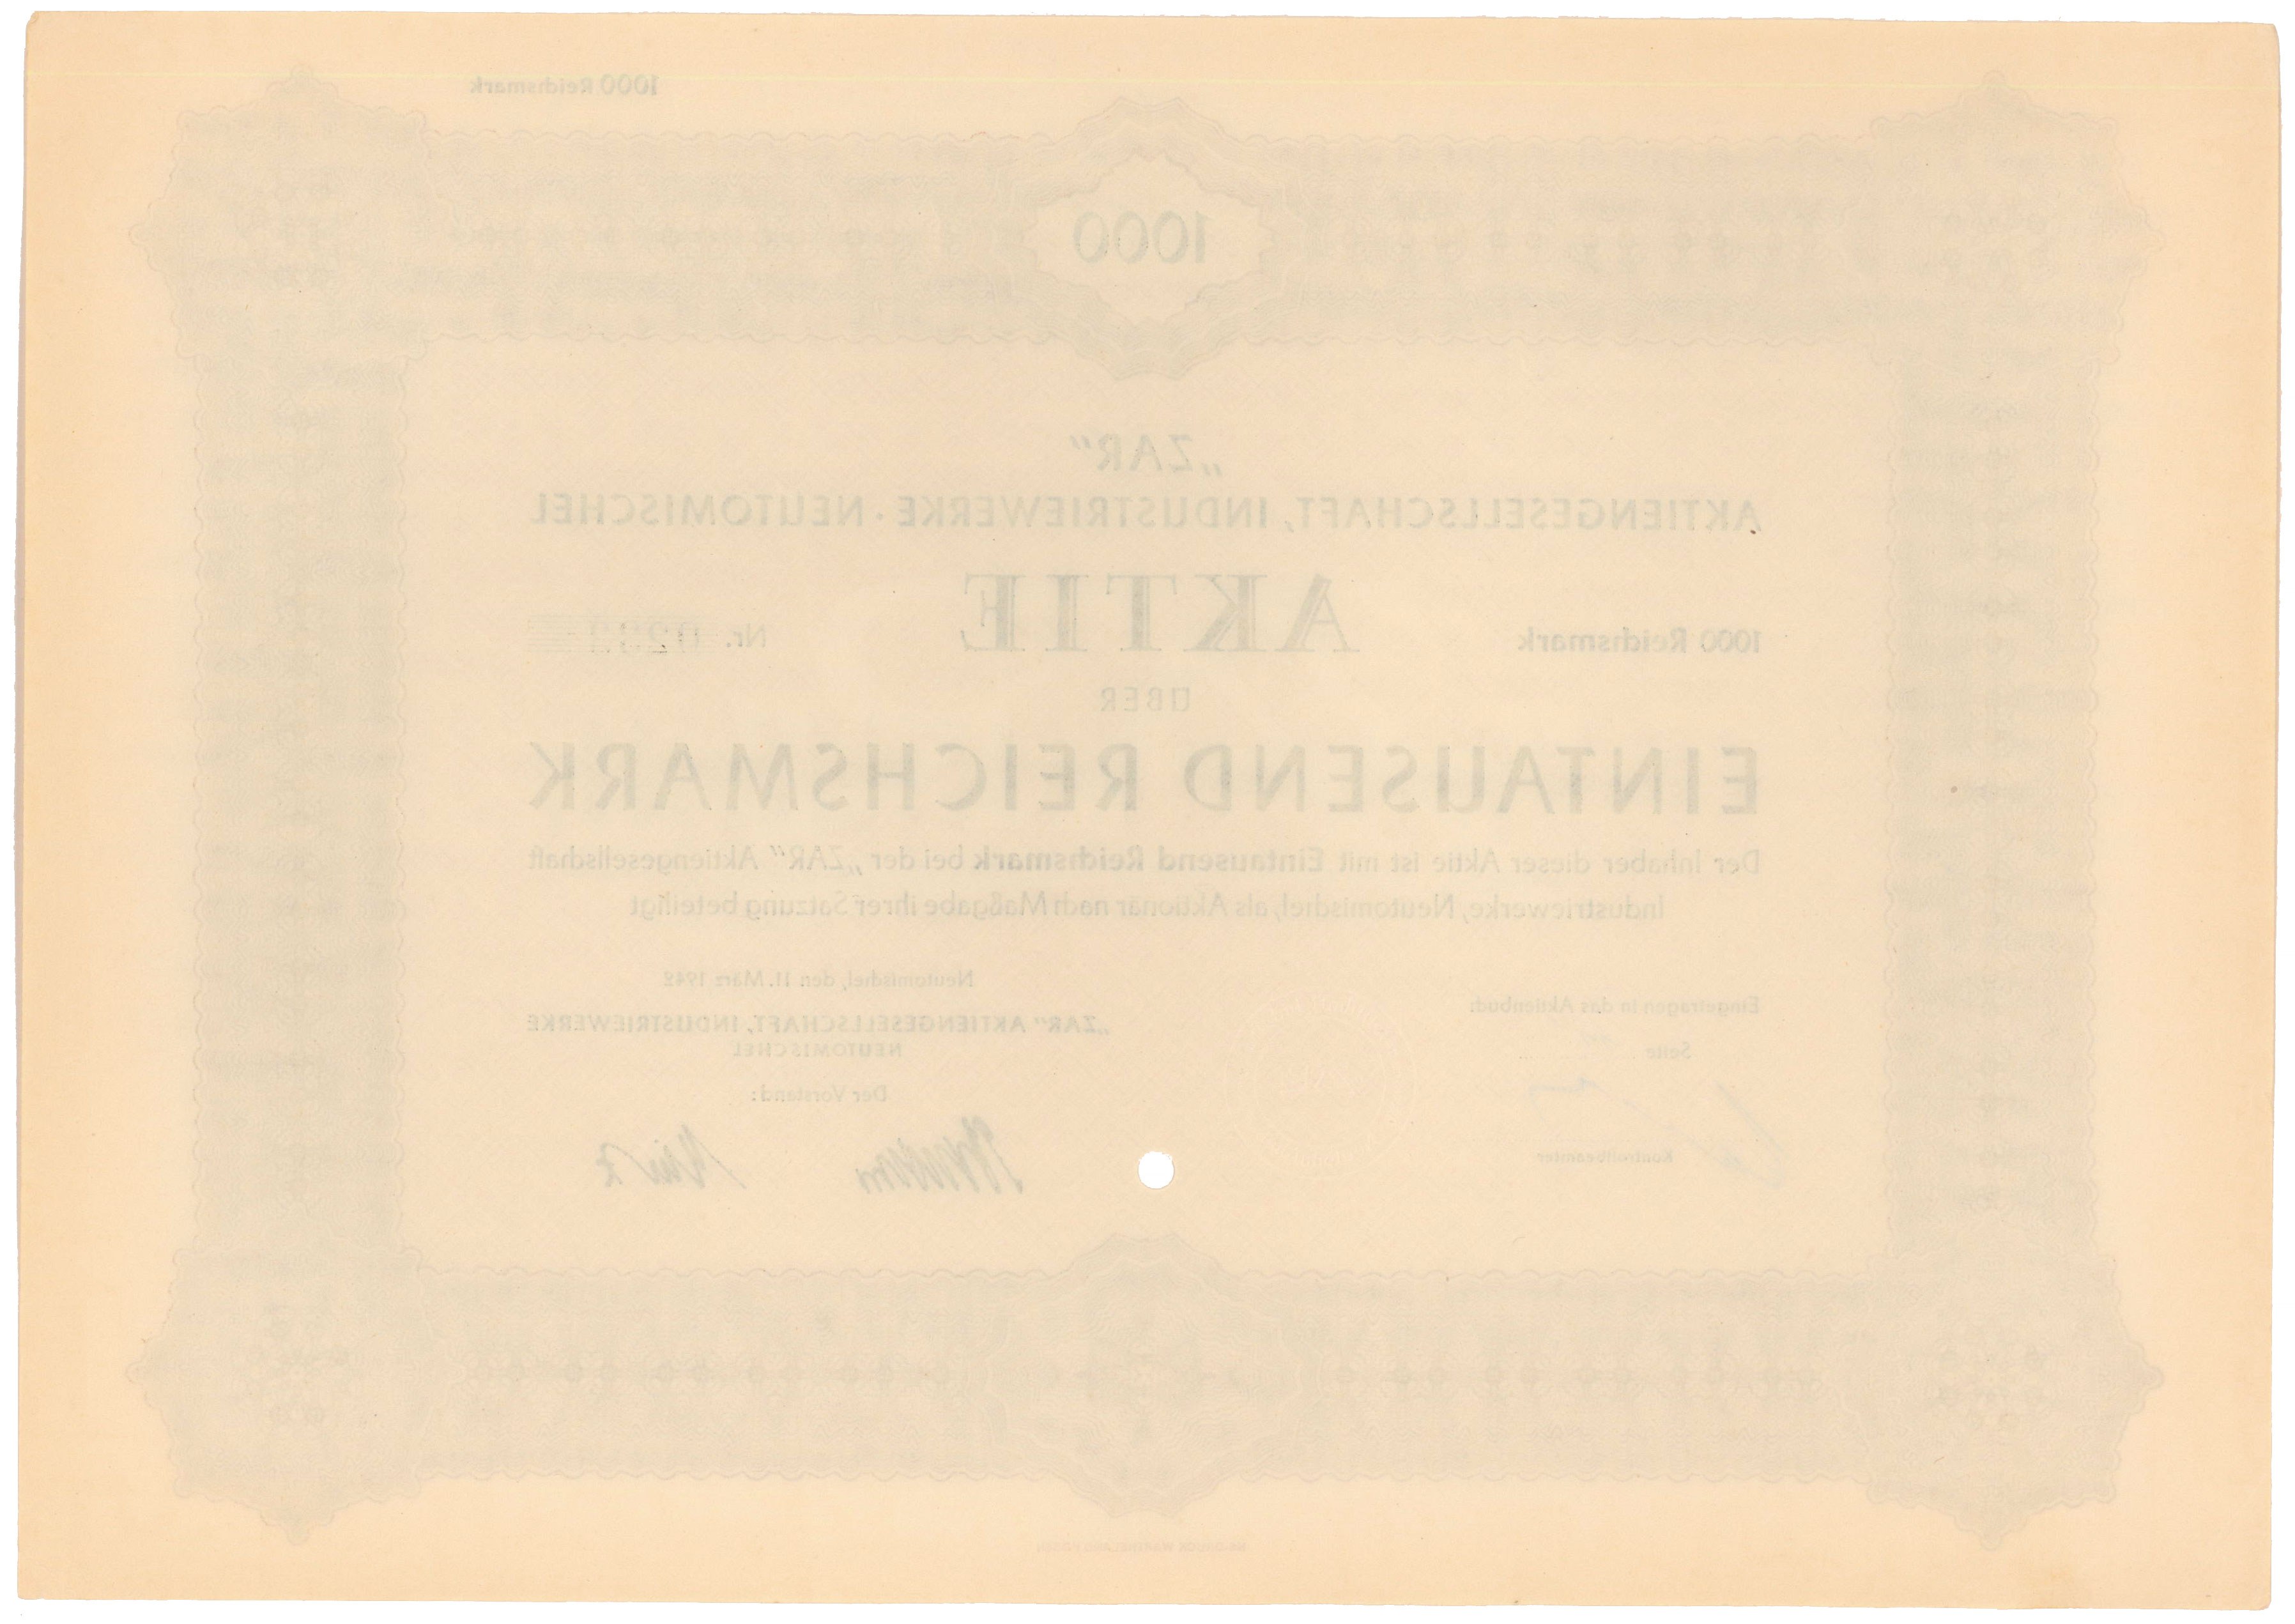 1000 Reichsmark
1000
„ZAR“
AKTIENGESELLSCHAFT, INDUSTRIEWERKE · NEUTOMISCHEL
1000 Reichsmark AKTIE Nr.
ÜBER
EINTAUSEND REICHSMARK
Der Inhaber dieser Aktie ist mit Eintausend Reichsmark bei der „ZAR“ Aktiengesellschaft
Industriewerke, Neutomischel, als Aktionär nach Maßgabe ihrer Satzung beteiligt
Neutomischel, den 11. März 1942
„ZAR“ AKTIENGESELLSCHAFT, INDUSTRIEWERKE
NEUTOMISCHEL
Der Vorstand:
Eingetragen in das Aktienbuch:
Seite
Kontrollbeamter